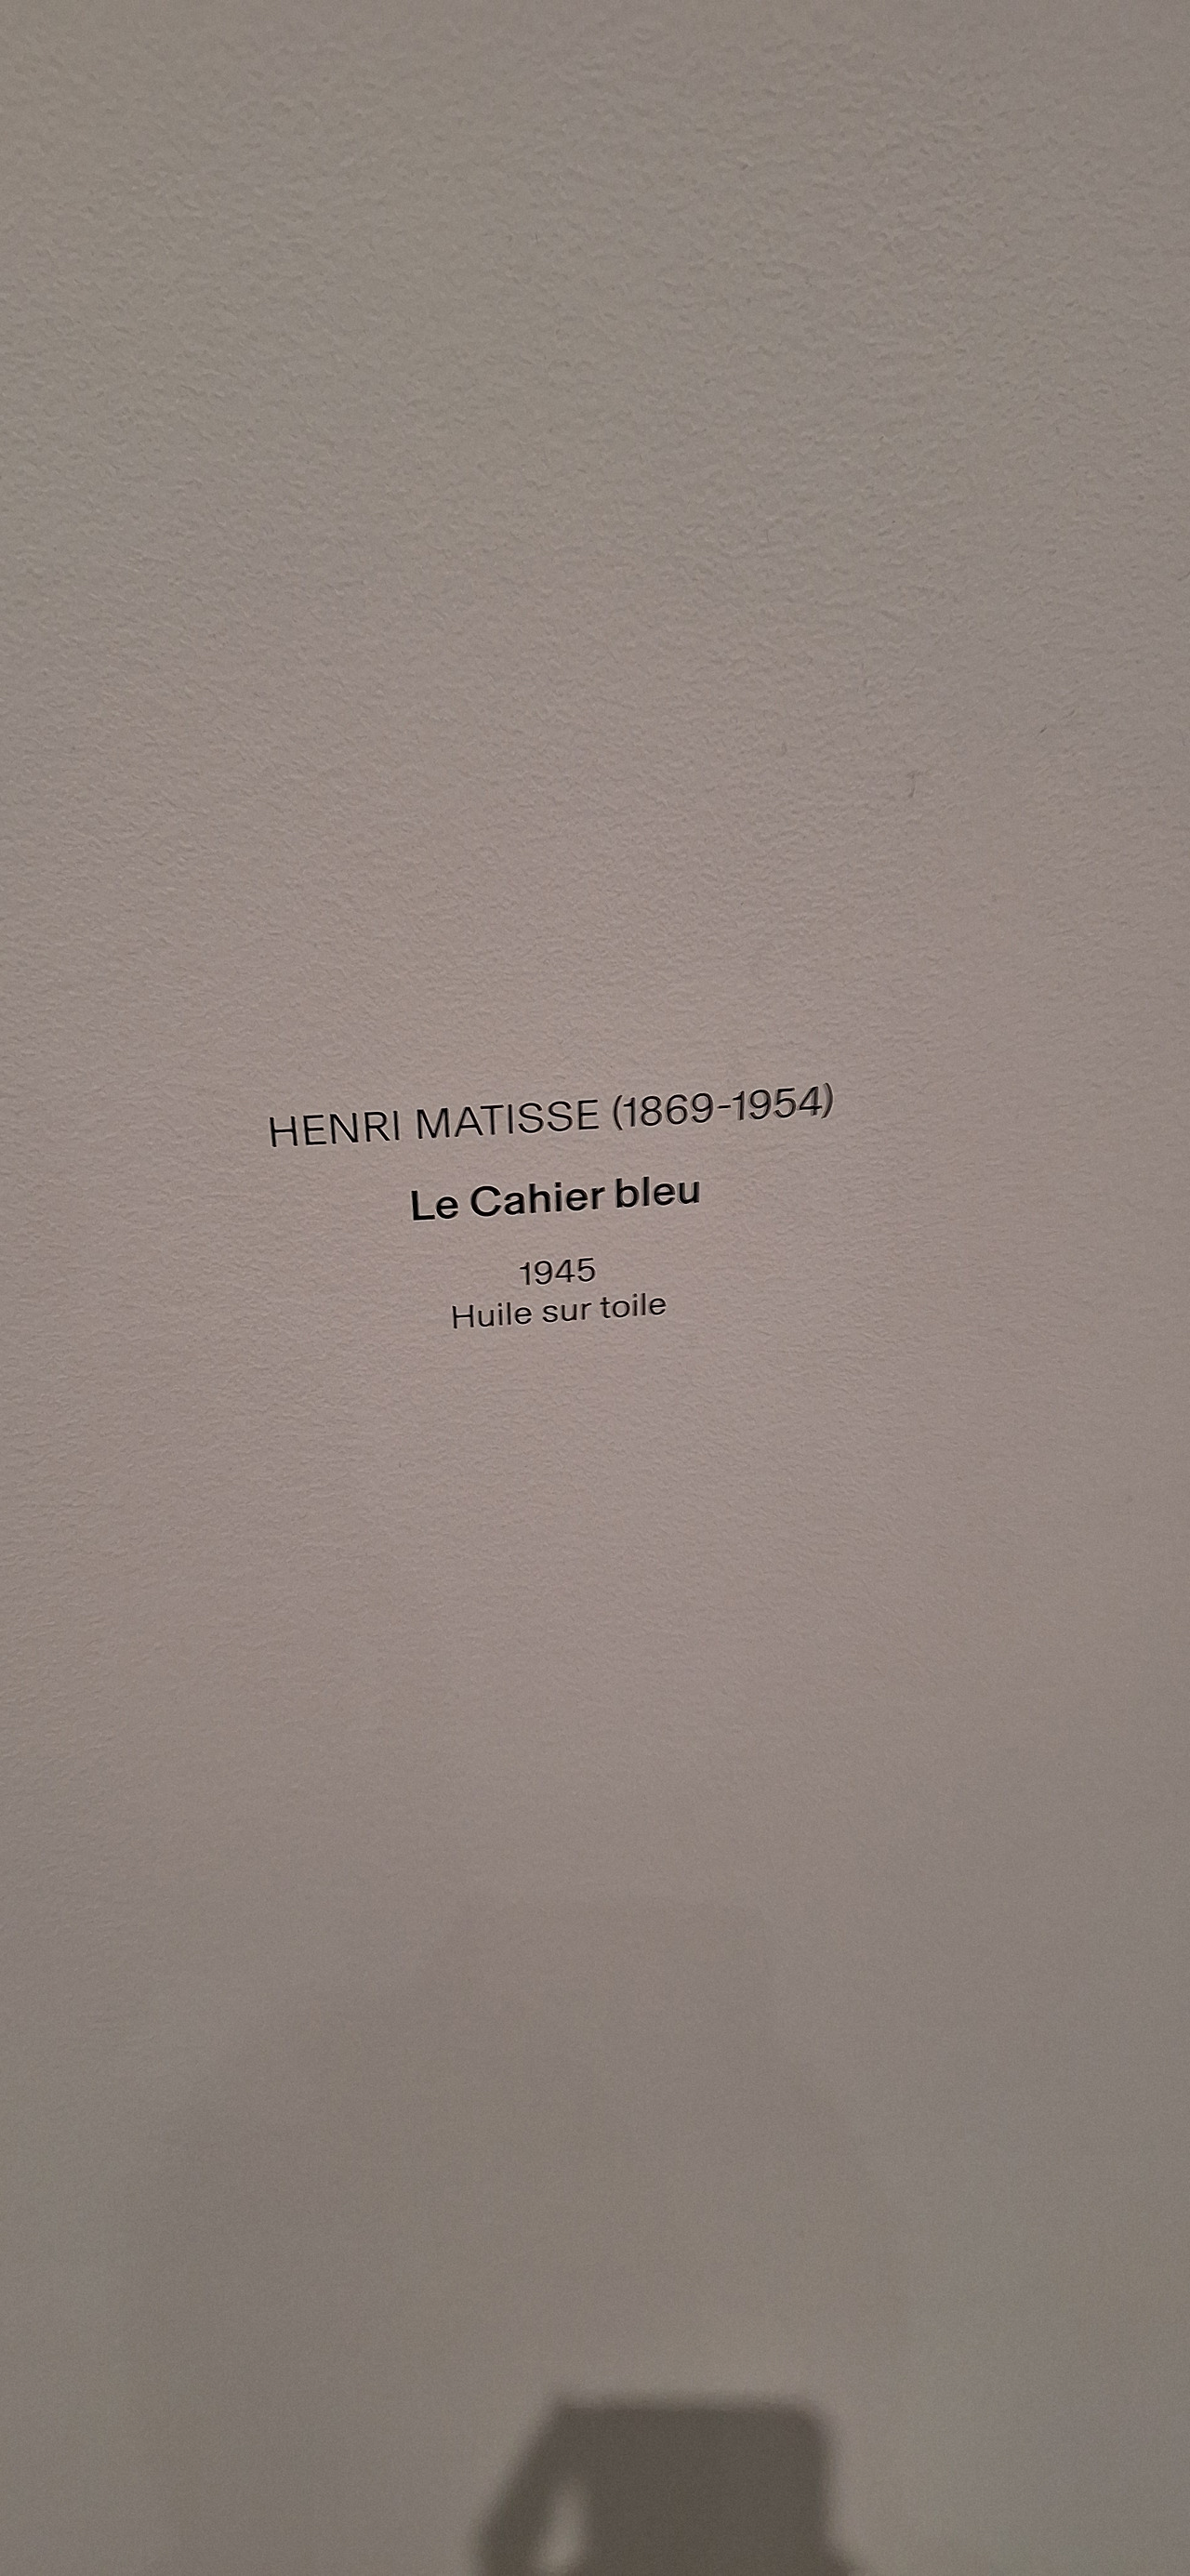 HENRI MATISSE (1869-1954)
Le Cahier bleu
1945
Huile sur toile